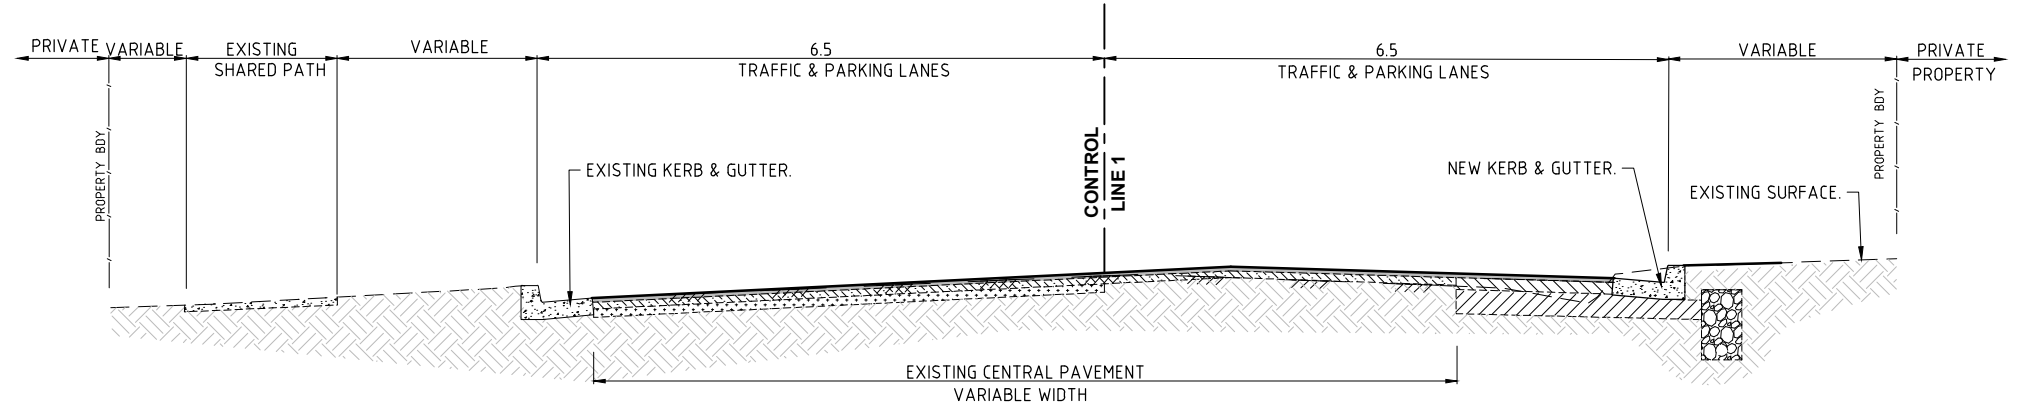 PRIVATE
VARIABLE
EXISTING
SHARED PATH
VARIABLE
6.5
TRAFFIC & PARKING LANES
6.5
TRAFFIC & PARKING LANES
VARIABLE
PRIVATE
PROPERTY
PROPERTY BDY
EXISTING KERB & GUTTER.
CONTROL
LINE 1
NEW KERB & GUTTER.
EXISTING SURFACE.
PROPERTY BDY
EXISTING CENTRAL PAVEMENT
VARIABLE WIDTH